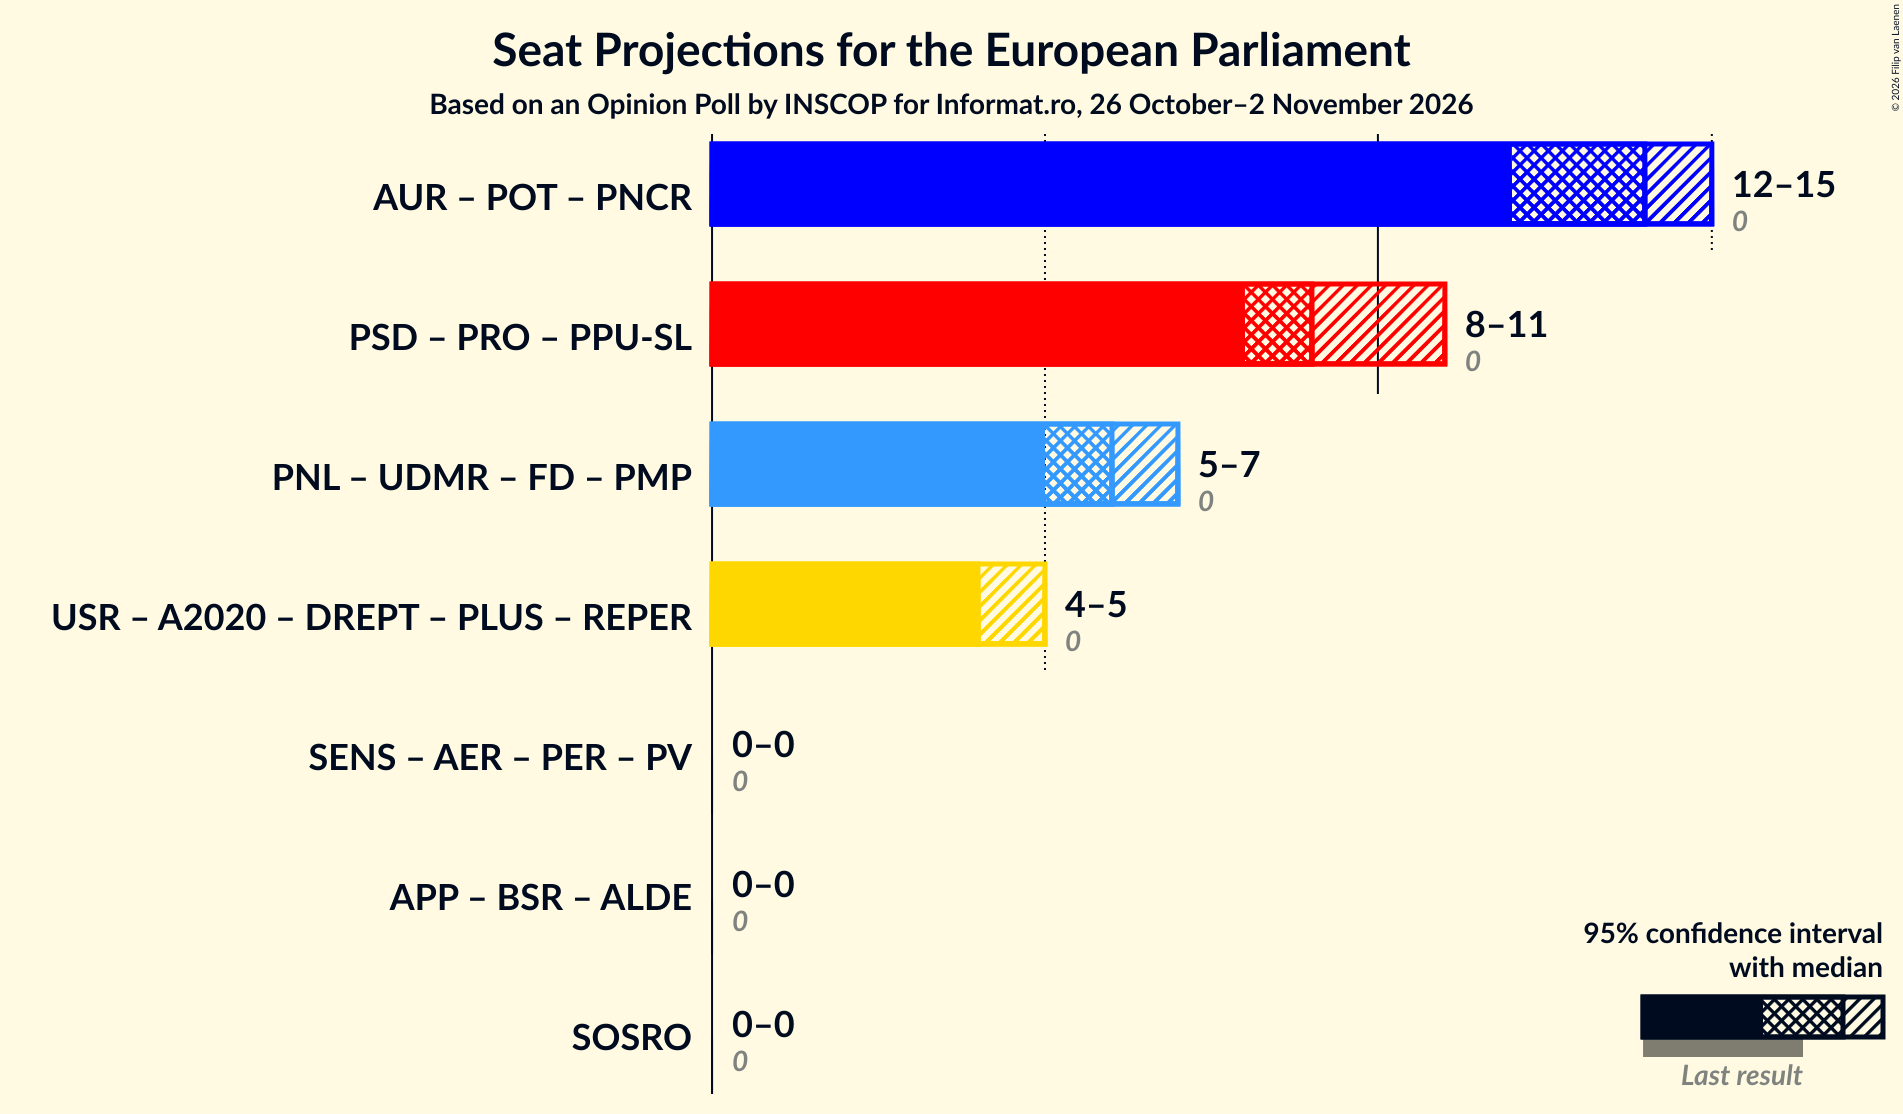 Seat Projections for the European Parliament
Based on an Opinion Poll by INSCOP for Informat.ro, 26 October–2 November 2026
© 2026 Filip van Laenen
AUR – POT – PNCR
12–15
0
PSD – PRO – PPU-SL
8–11
0
PNL – UDMR – FD – PMP
5–7
0
USR – A2020 – DREPT – PLUS – REPER
4–5
0
SENS – AER – PER – PV
0–0
0
APP – BSR – ALDE
0–0
0
SOSRO
0–0
0
95% confidence interval
with median
Last result